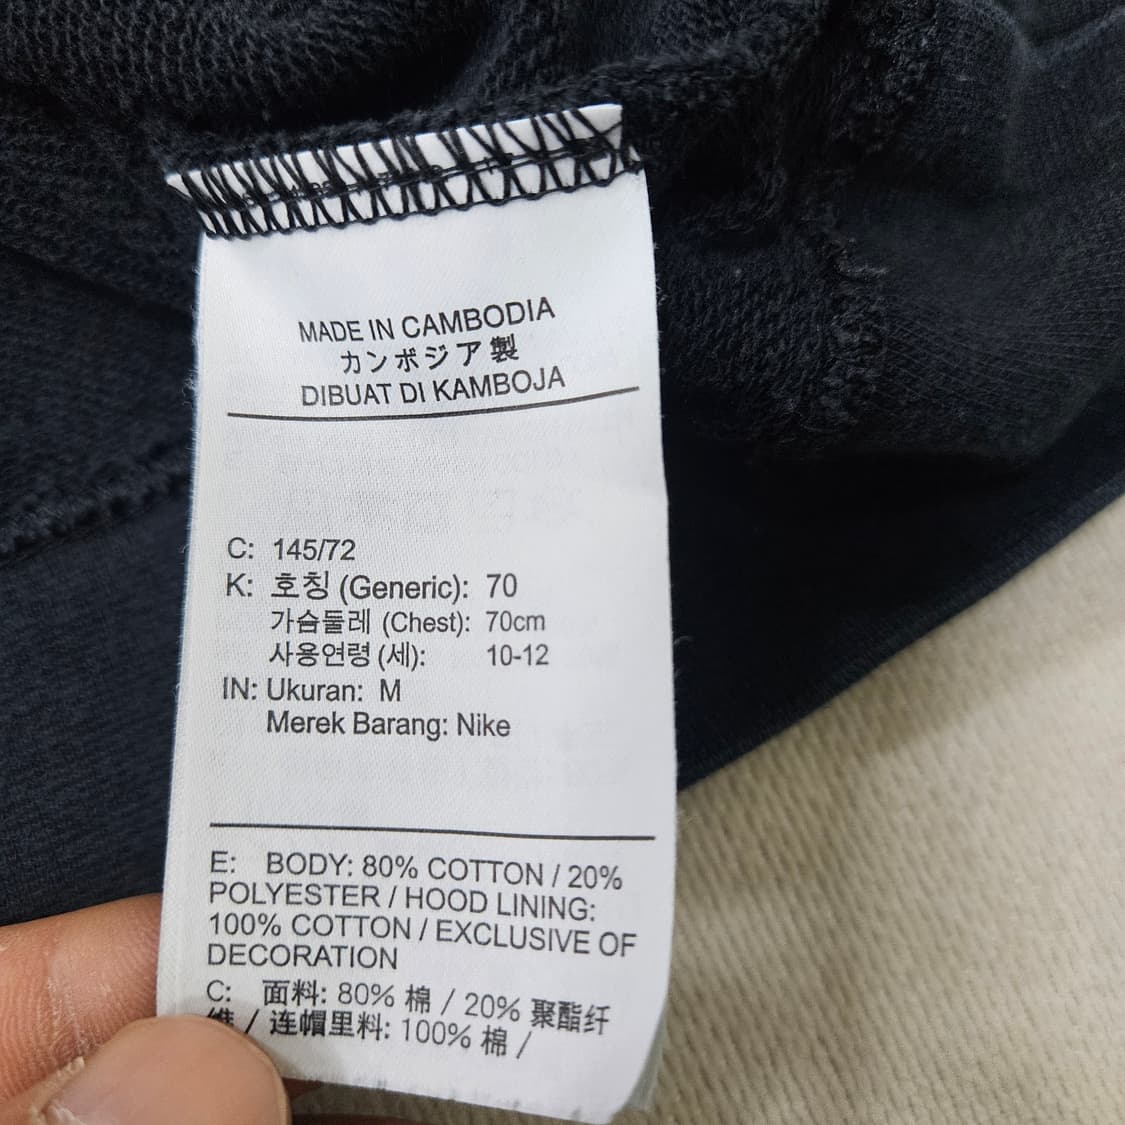 MADE IN CAMBODIA
カンボジア製
DIBUAT DI KAMBOJA
C: 145/72
K: 호칭 (Generic): 70
가슴둘레 (Chest): 70cm
사용연령 (세): 10-12
IN: Ukuran: M
Merek Barang: Nike
E: BODY: 80% COTTON / 20%
POLYESTER / HOOD LINING:
100% COTTON / EXCLUSIVE OF
DECORATION
C: 面料: 80% 棉 / 20% 聚酯纤
维 / 连帽里料: 100% 棉 /